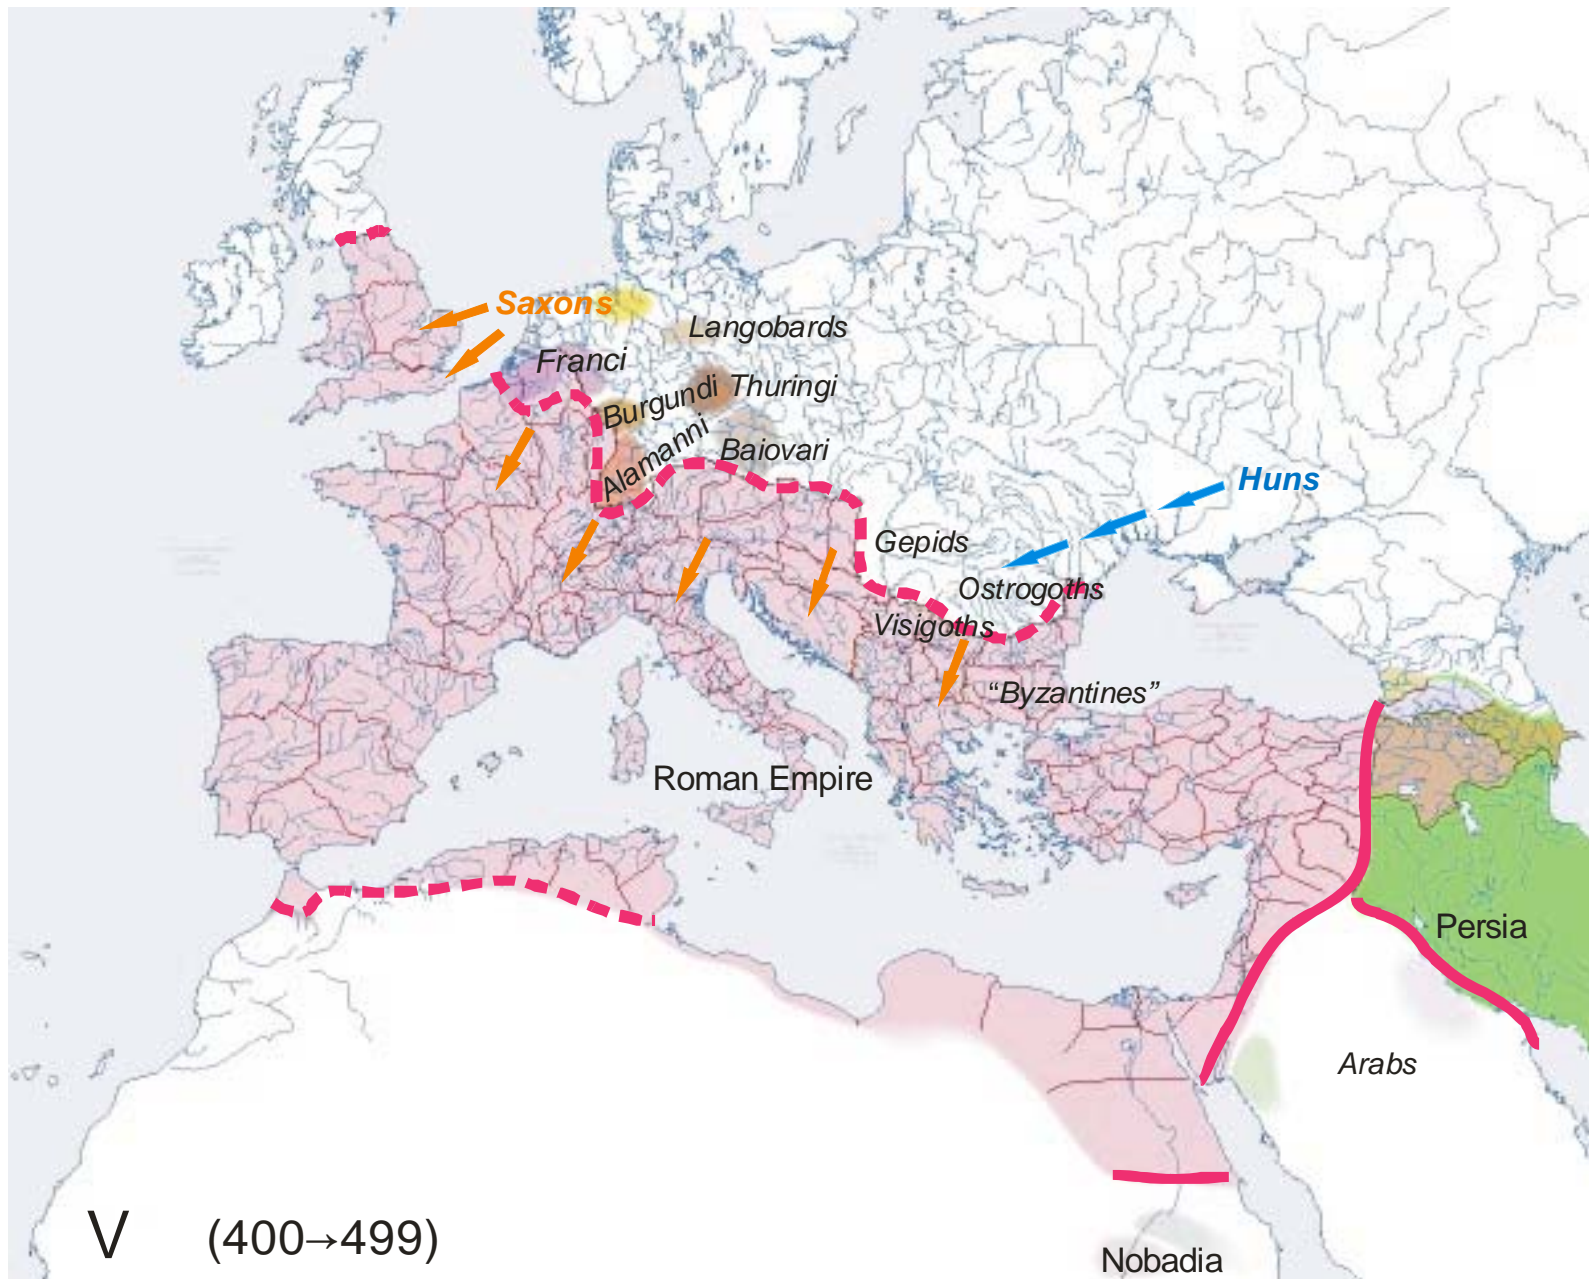 Saxons
Langobards
Franci
Burgundi
Thuringi
Alamanni
Baiovari
Huns
Gepids
Ostrogoths
Visigoths
“Byzantines”
Roman Empire
Persia
Arabs
V (400→499)
Nobadia